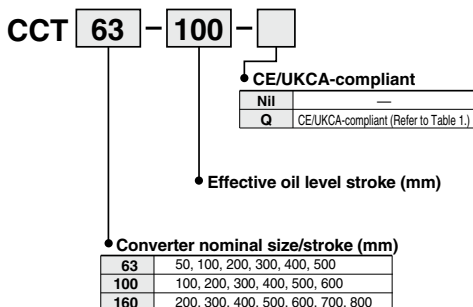 CCT 63 – 100 –
CE/UKCA-compliant
Nil —
Q CE/UKCA-compliant (Refer to Table 1.)
Effective oil level stroke (mm)
Converter nominal size/stroke (mm)
63 50, 100, 200, 300, 400, 500
100 100, 200, 300, 400, 500, 600
160 200, 300, 400, 500, 600, 700, 800